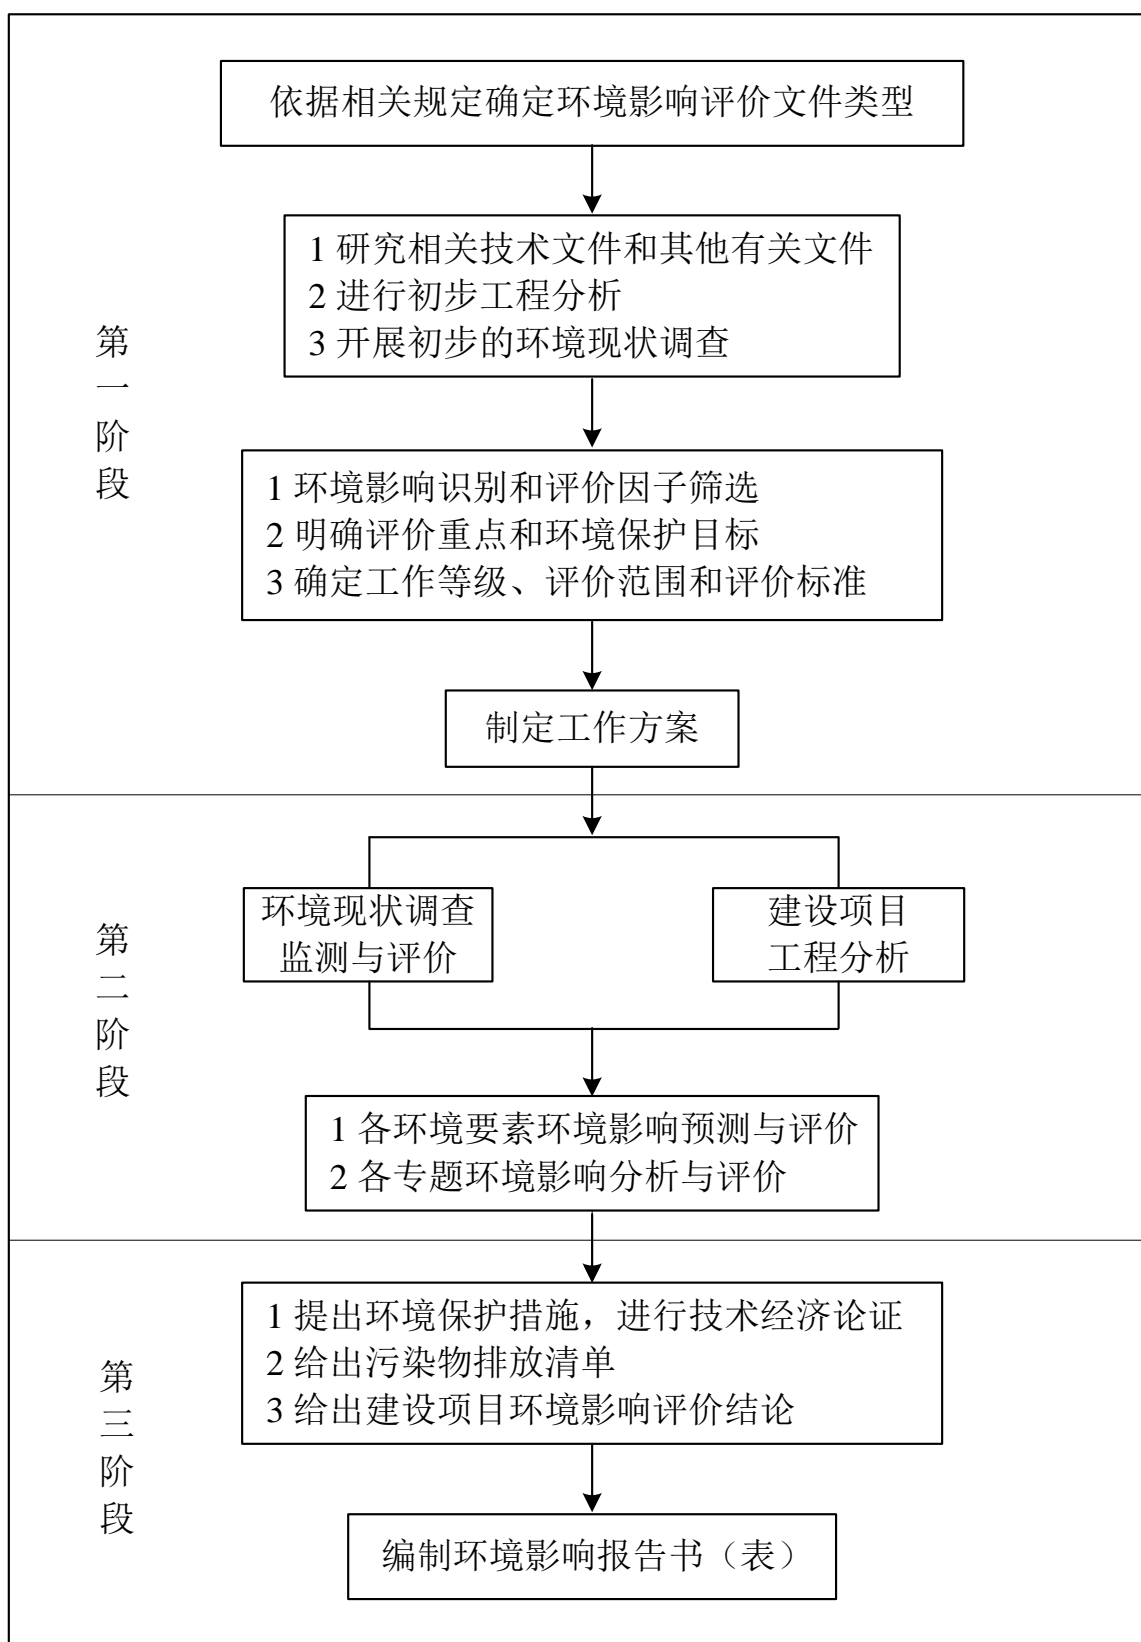 依据相关规定确定环境影响评价文件类型
1 研究相关技术文件和其他有关文件
2 进行初步工程分析
3 开展初步的环境现状调查
第一阶段
1 环境影响识别和评价因子筛选
2 明确评价重点和环境保护目标
3 确定工作等级、评价范围和评价标准
制定工作方案
第二阶段
环境现状调查
监测与评价
建设项目
工程分析
1 各环境要素环境影响预测与评价
2 各专题环境影响分析与评价
第三阶段
1 提出环境保护措施，进行技术经济论证
2 给出污染物排放清单
3 给出建设项目环境影响评价结论
编制环境影响报告书（表）